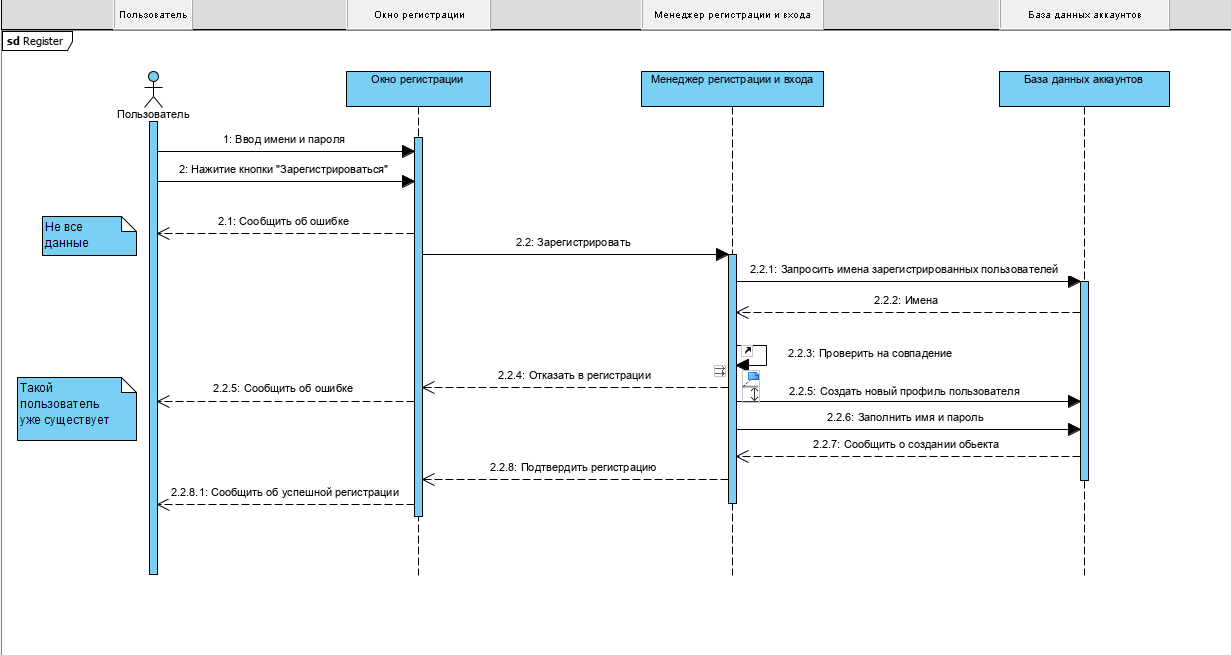 Пользователь
Окно регистрации
Менеджер регистрации и входа
База данных аккаунтов
sd Register
Окно регистрации
Менеджер регистрации и входа
База данных аккаунтов
Пользователь
1: Ввод имени и пароля
2: Нажитие кнопки "Зарегистрироваться"
2.1: Сообщить об ошибке
Не все
данные
2.2: Зарегистрировать
2.2.1: Запросить имена зарегистрированных пользователей
2.2.2: Имена
2.2.3: Проверить на совпадение
2.2.4: Отказать в регистрации
2.2.5: Сообщить об ошибке
Такой
пользователь
уже существует
2.2.5: Создать новый профиль пользователя
2.2.6: Заполнить имя и пароль
2.2.7: Сообщить о создании обьекта
2.2.8: Подтвердить регистрацию
2.2.8.1: Сообщить об успешной регистрации